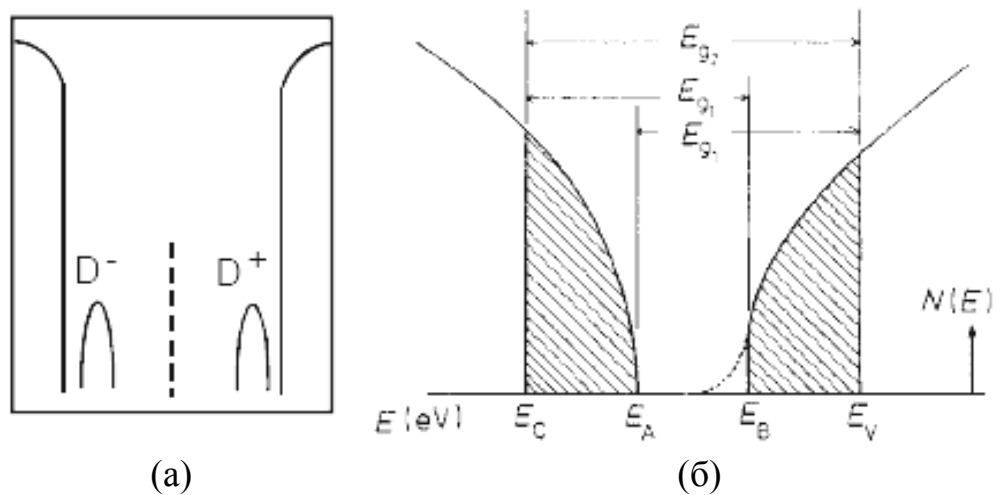 D⁻
D⁺
E_g₂
E_g₁
E_g₁
N(E)
E(eV)
E_C
E_A
E_B
E_V
(а)
(б)